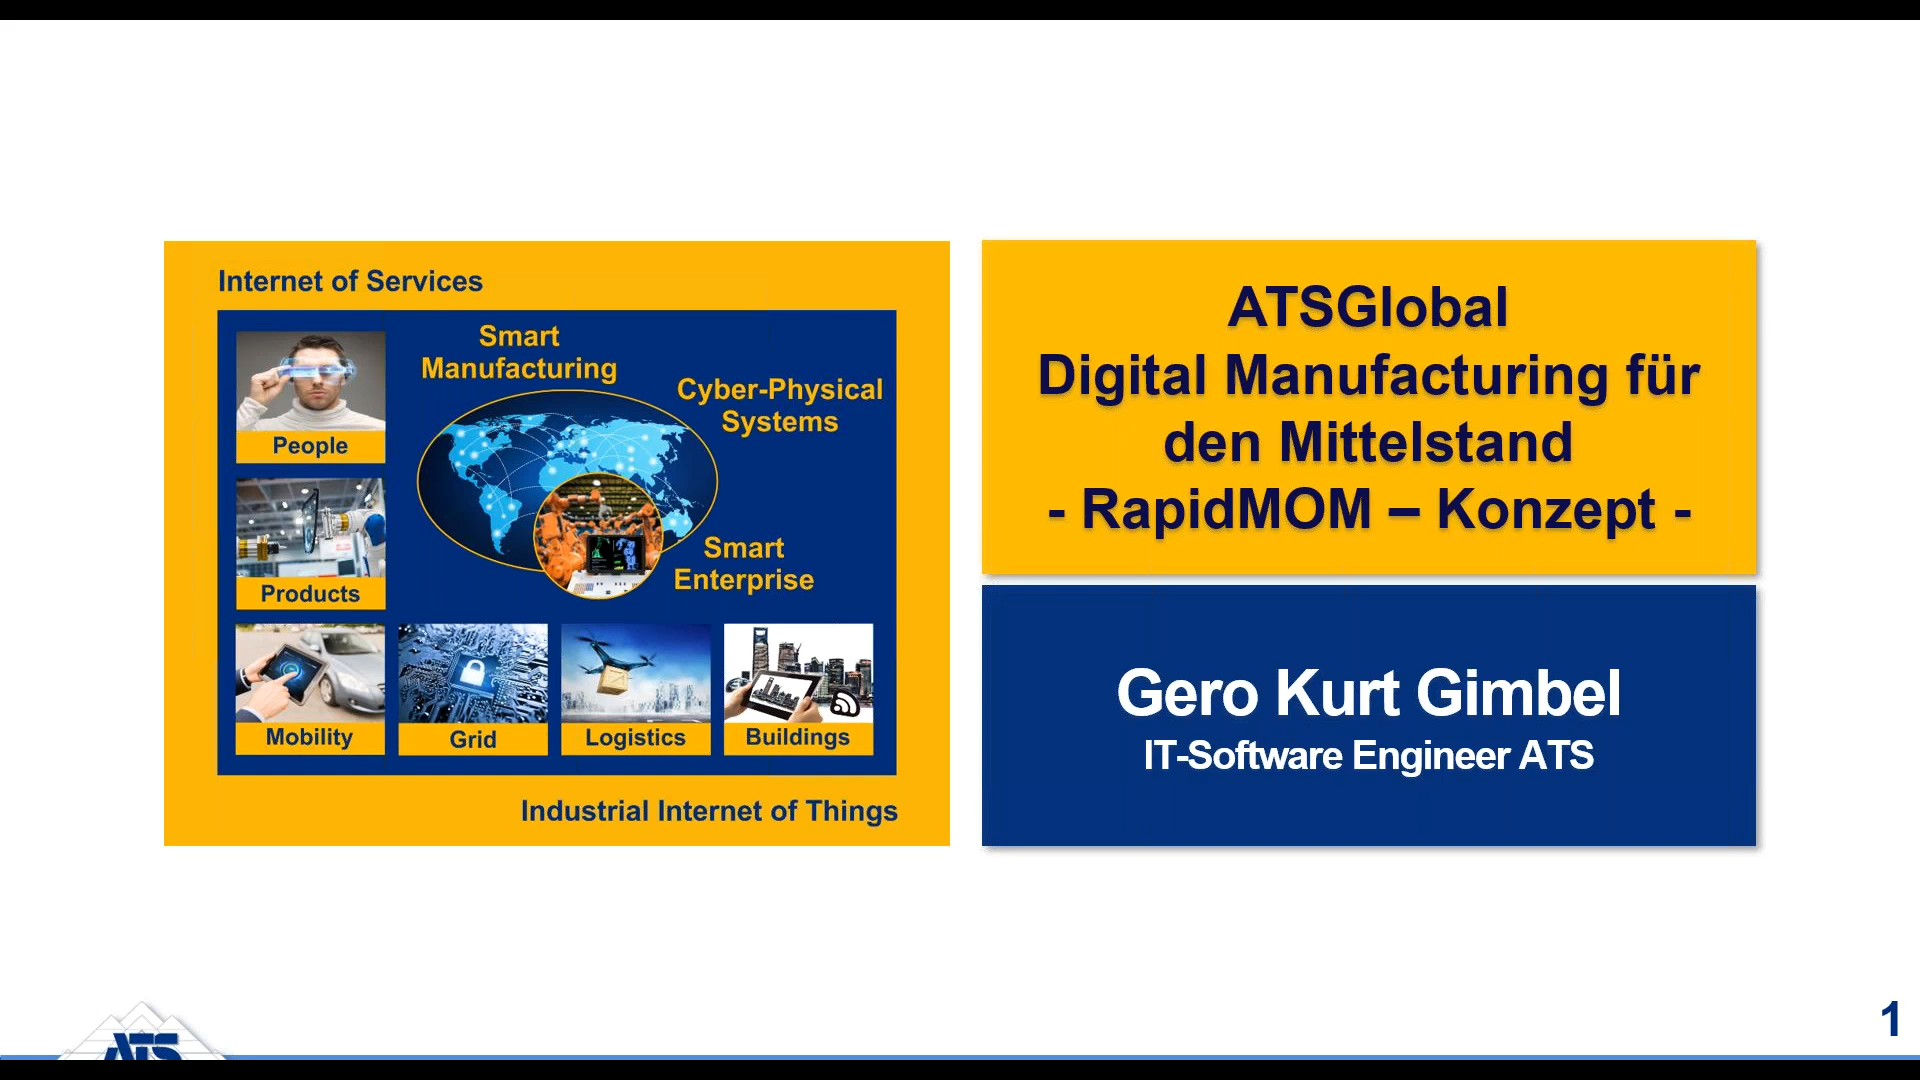 Internet of Services
Smart
Manufacturing
Cyber-Physical
Systems
People
Smart
Enterprise
Products
Mobility
Grid
Logistics
Buildings
Industrial Internet of Things
ATSGlobal
Digital Manufacturing für
den Mittelstand
- RapidMOM – Konzept -
Gero Kurt Gimbel
IT-Software Engineer ATS
ATS
1